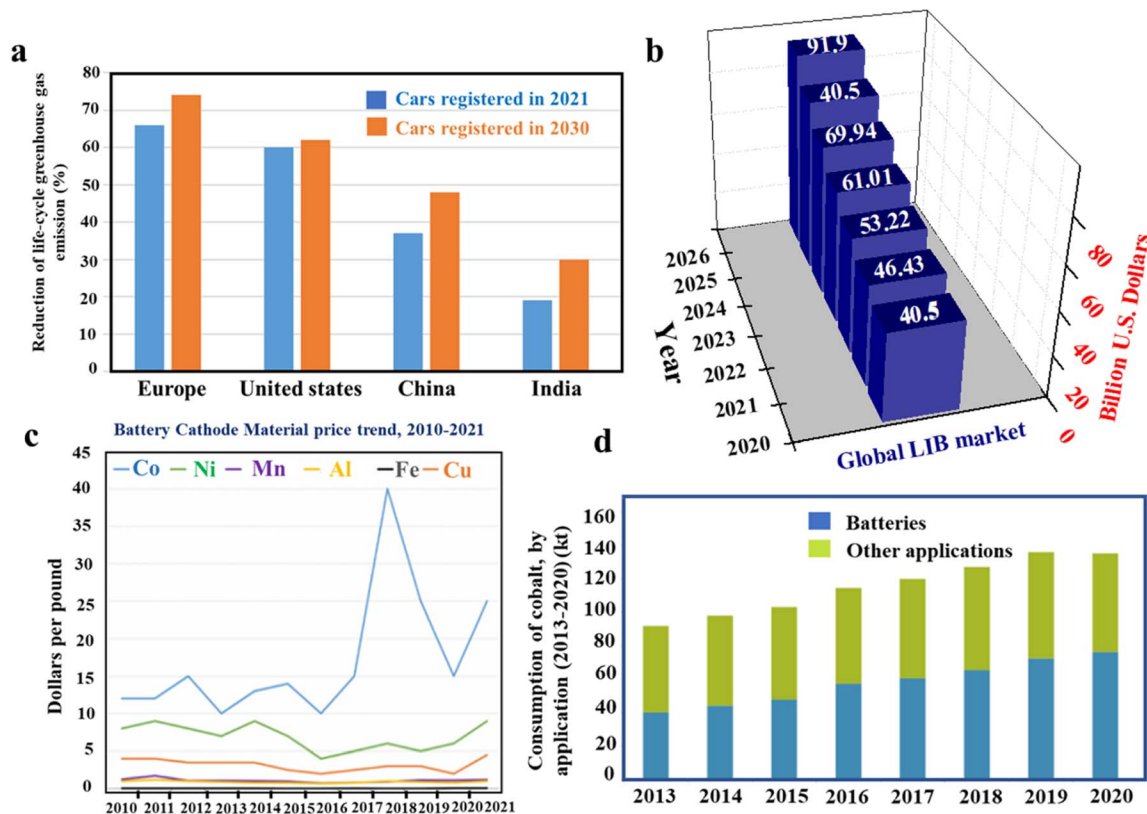 a
Reduction of life-cycle greenhouse gas
emission (%)
80
70
60
50
40
30
20
10
0
Cars registered in 2021
Cars registered in 2030
Europe
United states
China
India
b
91.9
40.5
69.94
61.01
53.22
46.43
40.5
2026
2025
2024
2023
2022
2021
2020
Year
Global LIB market
80
60
40
20
0
Billion U.S. Dollars
c
Battery Cathode Material price trend, 2010-2021
Dollars per pound
45
40
35
30
25
20
15
10
5
0
Co
Ni
Mn
Al
Fe
Cu
2010 2011 2012 2013 2014 2015 2016 2017 2018 2019 2020 2021
d
Consumption of cobalt, by
application (2013-2020) (kt)
160
140
120
100
80
60
40
20
0
Batteries
Other applications
2013 2014 2015 2016 2017 2018 2019 2020